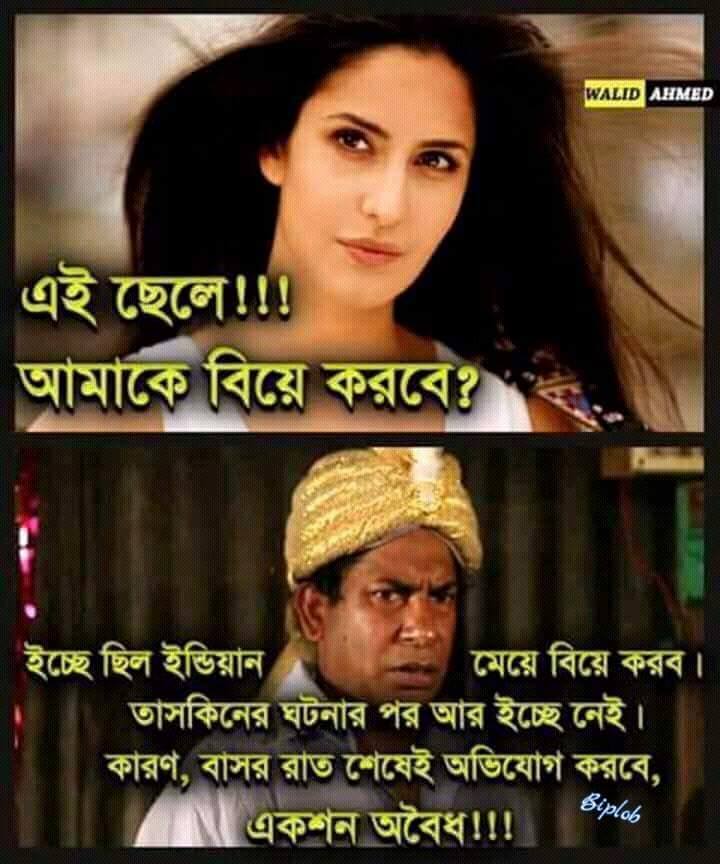 WALID AHMED
এই ছেলে!!!
আমাকে বিয়ে করবে?
ইচ্ছে ছিল ইন্ডিয়ান মেয়ে বিয়ে করব।
তাসকিনের ঘটনার পর আর ইচ্ছে নেই।
কারণ, বাসর রাত শেষেই অভিযোগ করবে,
একশন অবৈধ!!!
Biplob